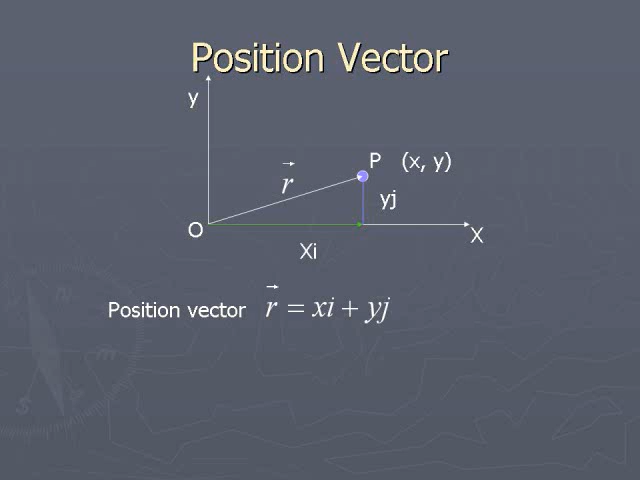 Position Vector
y
P (x, y)
r
yj
O
X
Xi
Position vector r = xi + yj
n
m
S